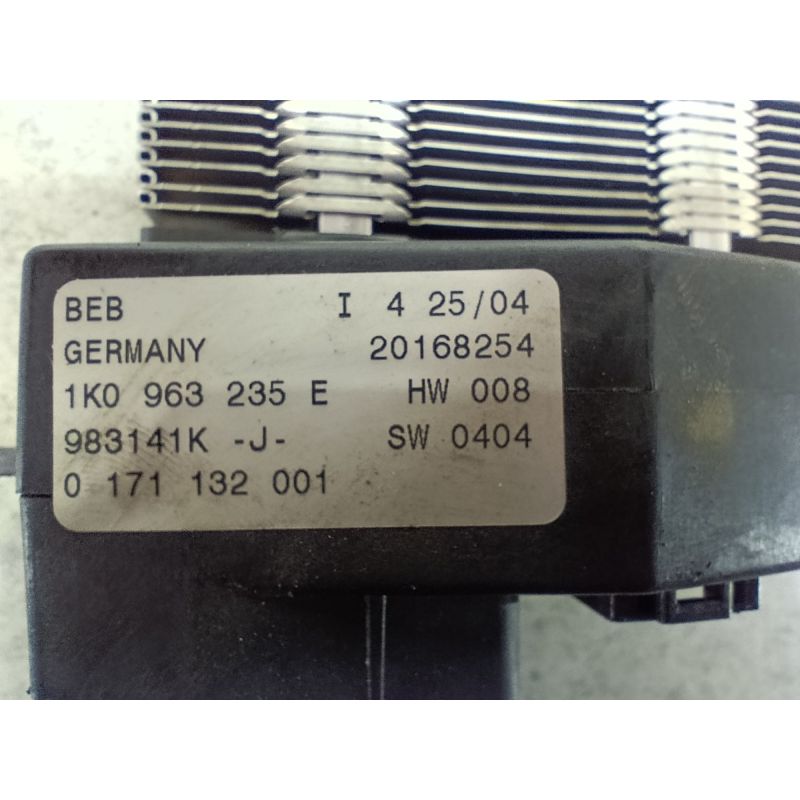 BEB I 4 25/04
GERMANY 20168254
1K0 963 235 E HW 008
983141K -J- SW 0404
0 171 132 001